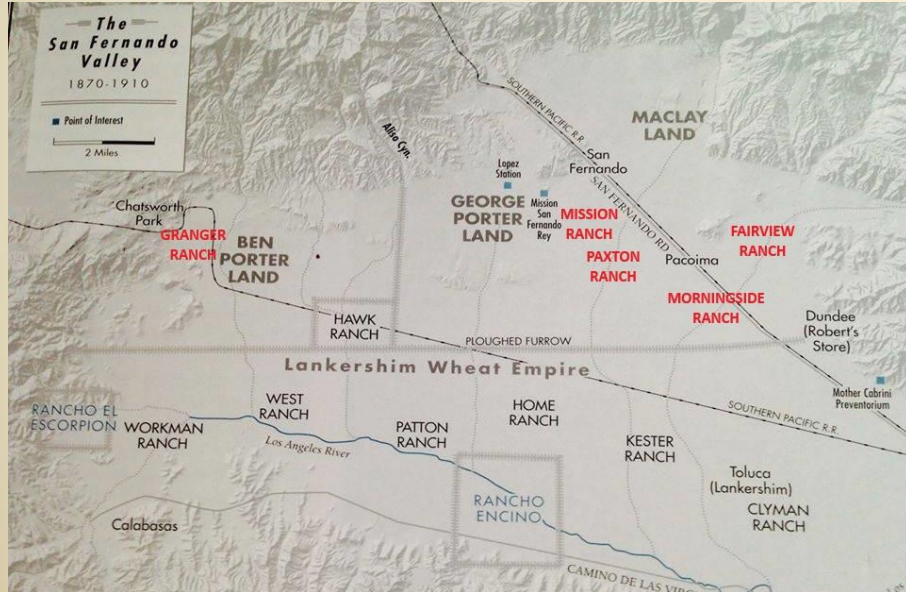 The
San Fernando
Valley
1870-1910
Point of Interest
2 Miles
SOUTHERN PACIFIC R.R.
MACLAY
LAND
Aliso Cyn.
San
Fernando
Lopez
Station
SAN FERNANDO RD.
Chatsworth
Park
GEORGE
PORTER
LAND
Mission
San
Fernando
Rey
MISSION
RANCH
GRANGER
RANCH
BEN
PORTER
LAND
FAIRVIEW
RANCH
PAXTON
RANCH
Pacoima
MORNINGSIDE
RANCH
HAWK
RANCH
Dundee
(Robert's
Store)
PLOUGHED FURROW
Lankershim Wheat Empire
Mother Cabrini
Preventorium
RANCHO EL
ESCORPION
WEST
RANCH
HOME
RANCH
SOUTHERN PACIFIC R.R.
WORKMAN
RANCH
PATTON
RANCH
Los Angeles River
KESTER
RANCH
Toluca
(Lankershim)
RANCHO
ENCINO
CLYMAN
RANCH
Calabasas
CAMINO DE LAS